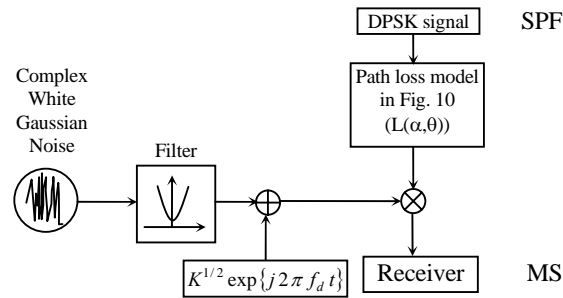 DPSK signal
SPF
Path loss model
in Fig. 10
(L(α,θ))
Complex
White
Gaussian
Noise
Filter
K^{1/2} exp{j 2 π f_d t}
Receiver
MS